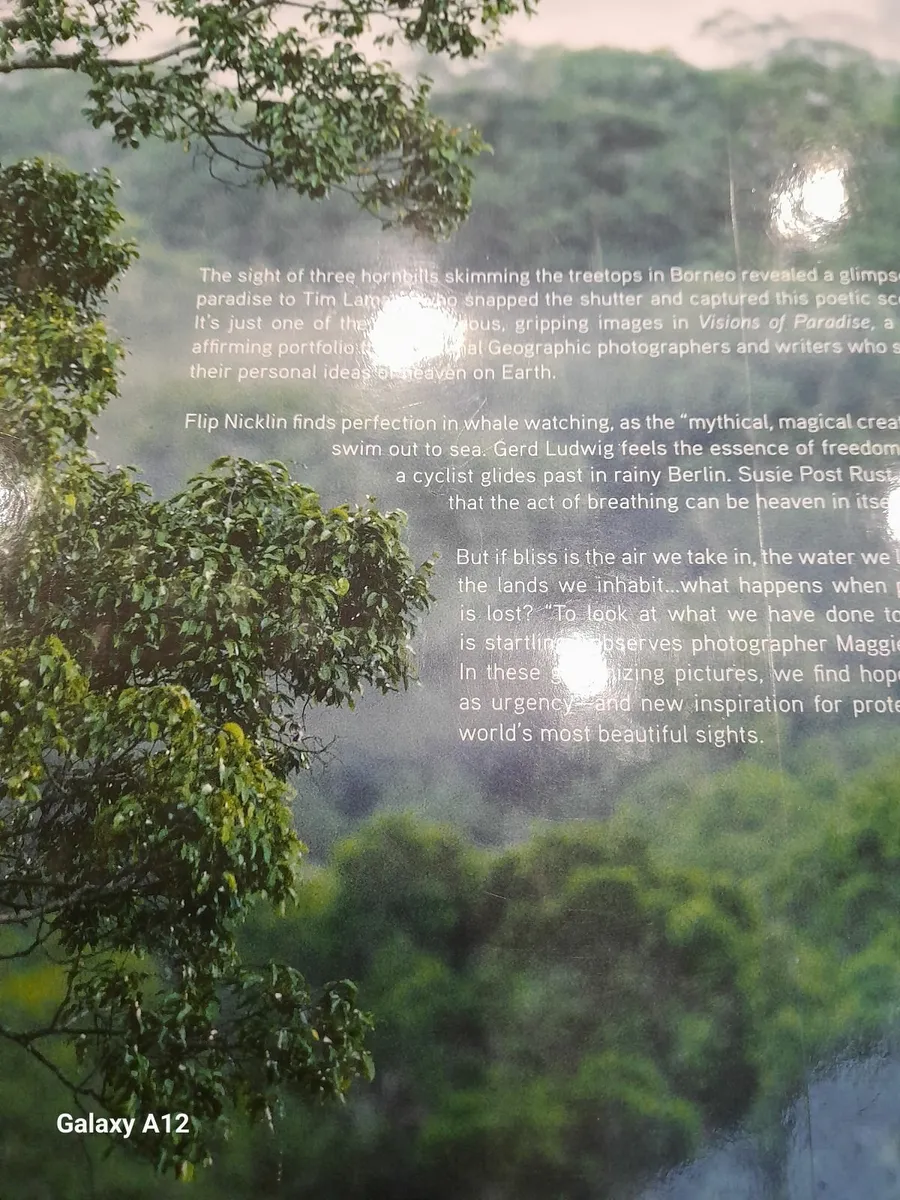 The sight of three hornbills skimming the treetops in Borneo revealed a
paradise to Tim who snapped the shutter and captured this poetic
It's just one of the gripping images in Visions of Paradise, a
affirming portfolio Geographic photographers and writers who
their personal ideas of heaven on Earth.
Flip Nicklin finds perfection in whale watching, as the “mythical, magical
swim out to sea. Gerd Ludwig feels the essence of freedom
a cyclist glides past in rainy Berlin. Susie Post Rust
that the act of breathing can be heaven in
But if bliss is the air we take in, the water we
the lands we inhabit...what happens when
is lost? “To look at what we have done to
is observes photographer Maggie
In these pictures, we find
as urgency—and new inspiration for
world's most beautiful sights.
Galaxy A12